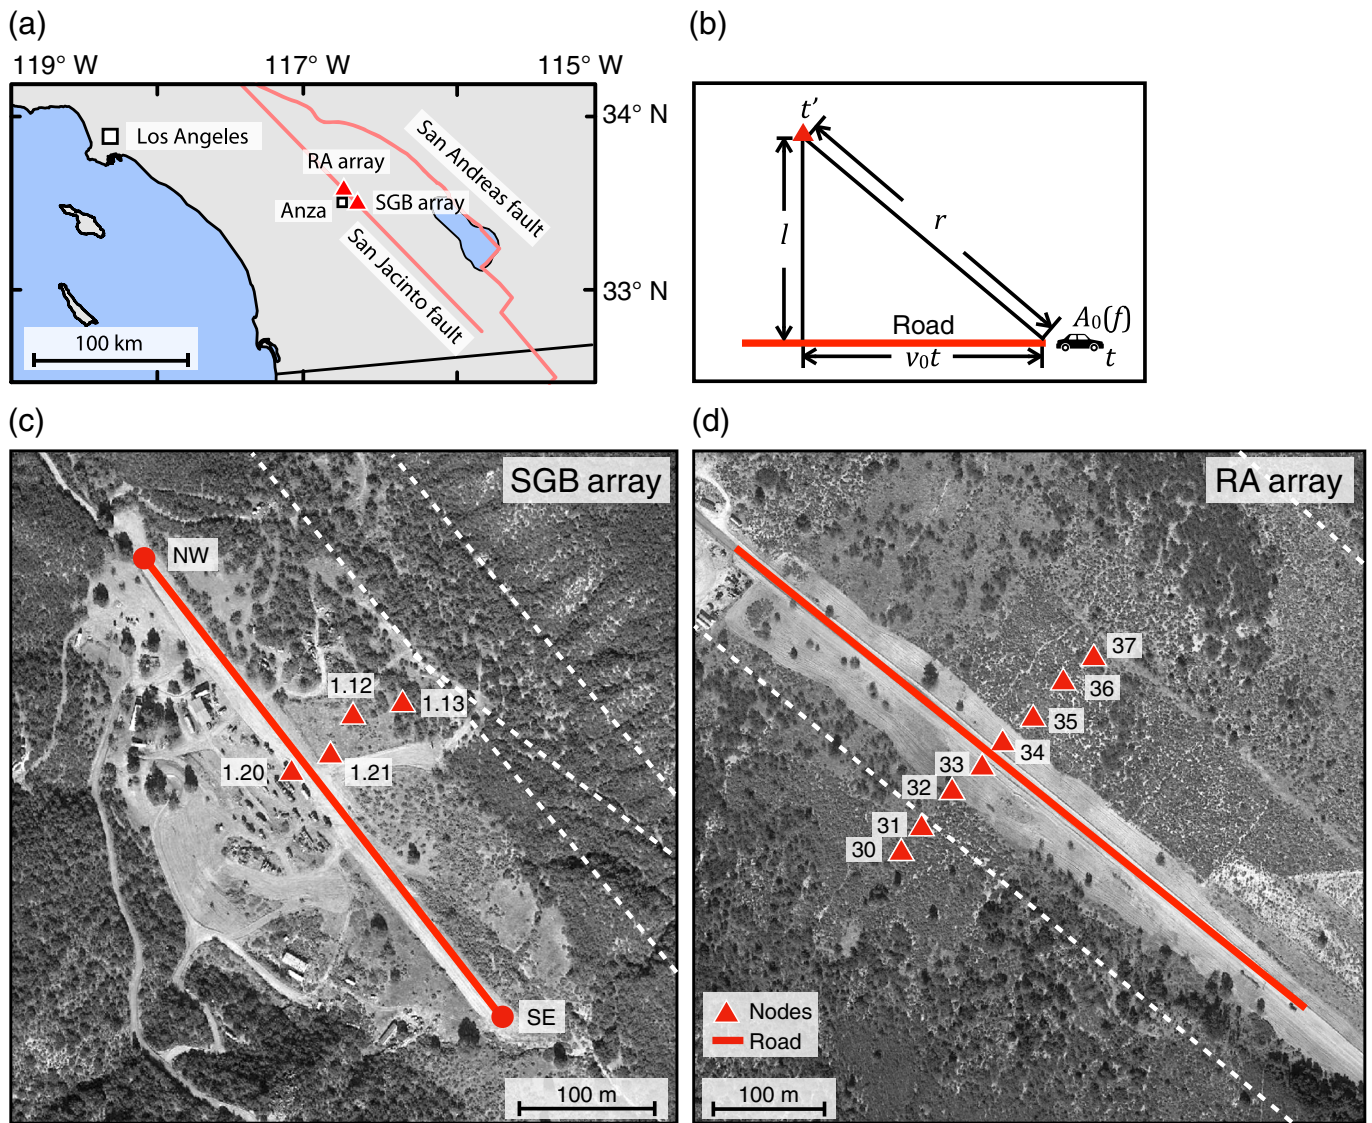 (a)
119° W
117° W
115° W
34° N
33° N
Los Angeles
RA array
Anza
SGB array
San Andreas fault
San Jacinto fault
100 km
(b)
t'
l
r
Road
A₀(f)
v₀t
t
(c)
SGB array
NW
1.12
1.13
1.20
1.21
SE
100 m
(d)
RA array
37
36
35
34
33
32
31
30
Nodes
Road
100 m